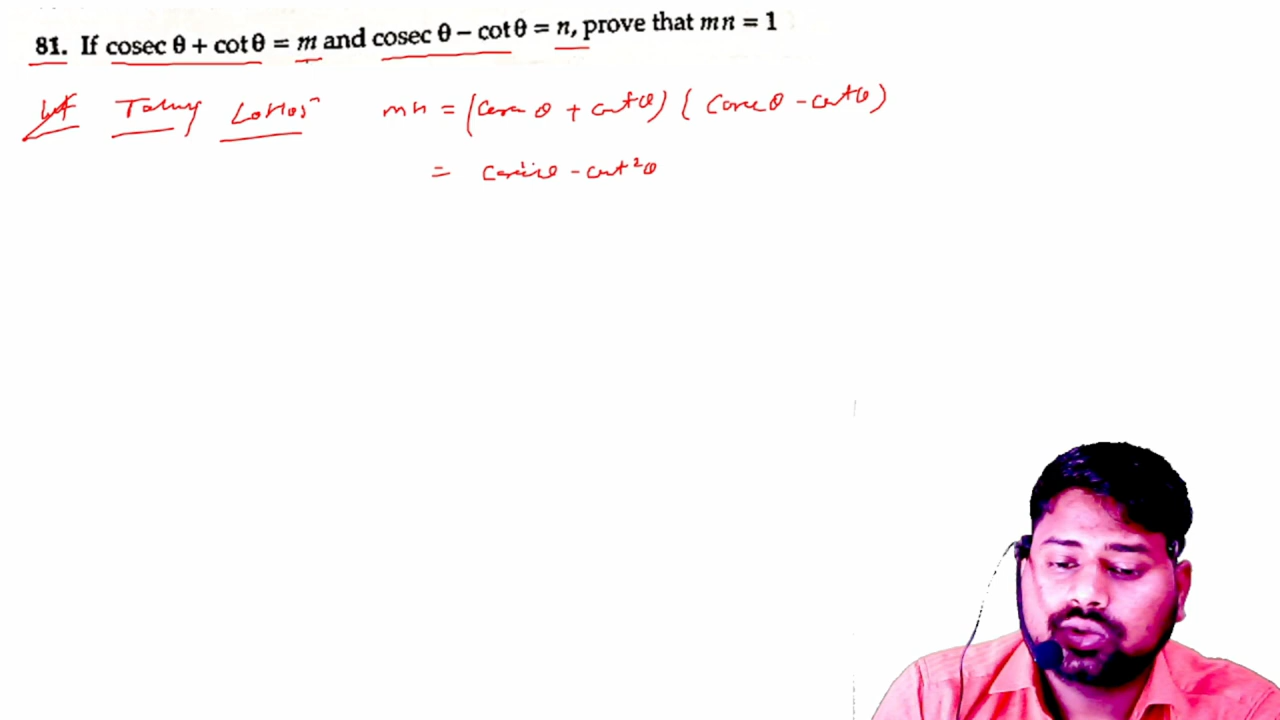 81. If cosec θ + cot θ = m and cosec θ − cot θ = n, prove that mn = 1
Taking mn = (cosec θ + cot θ) (cosec θ - cot θ)
= cosec²θ - cot²θ